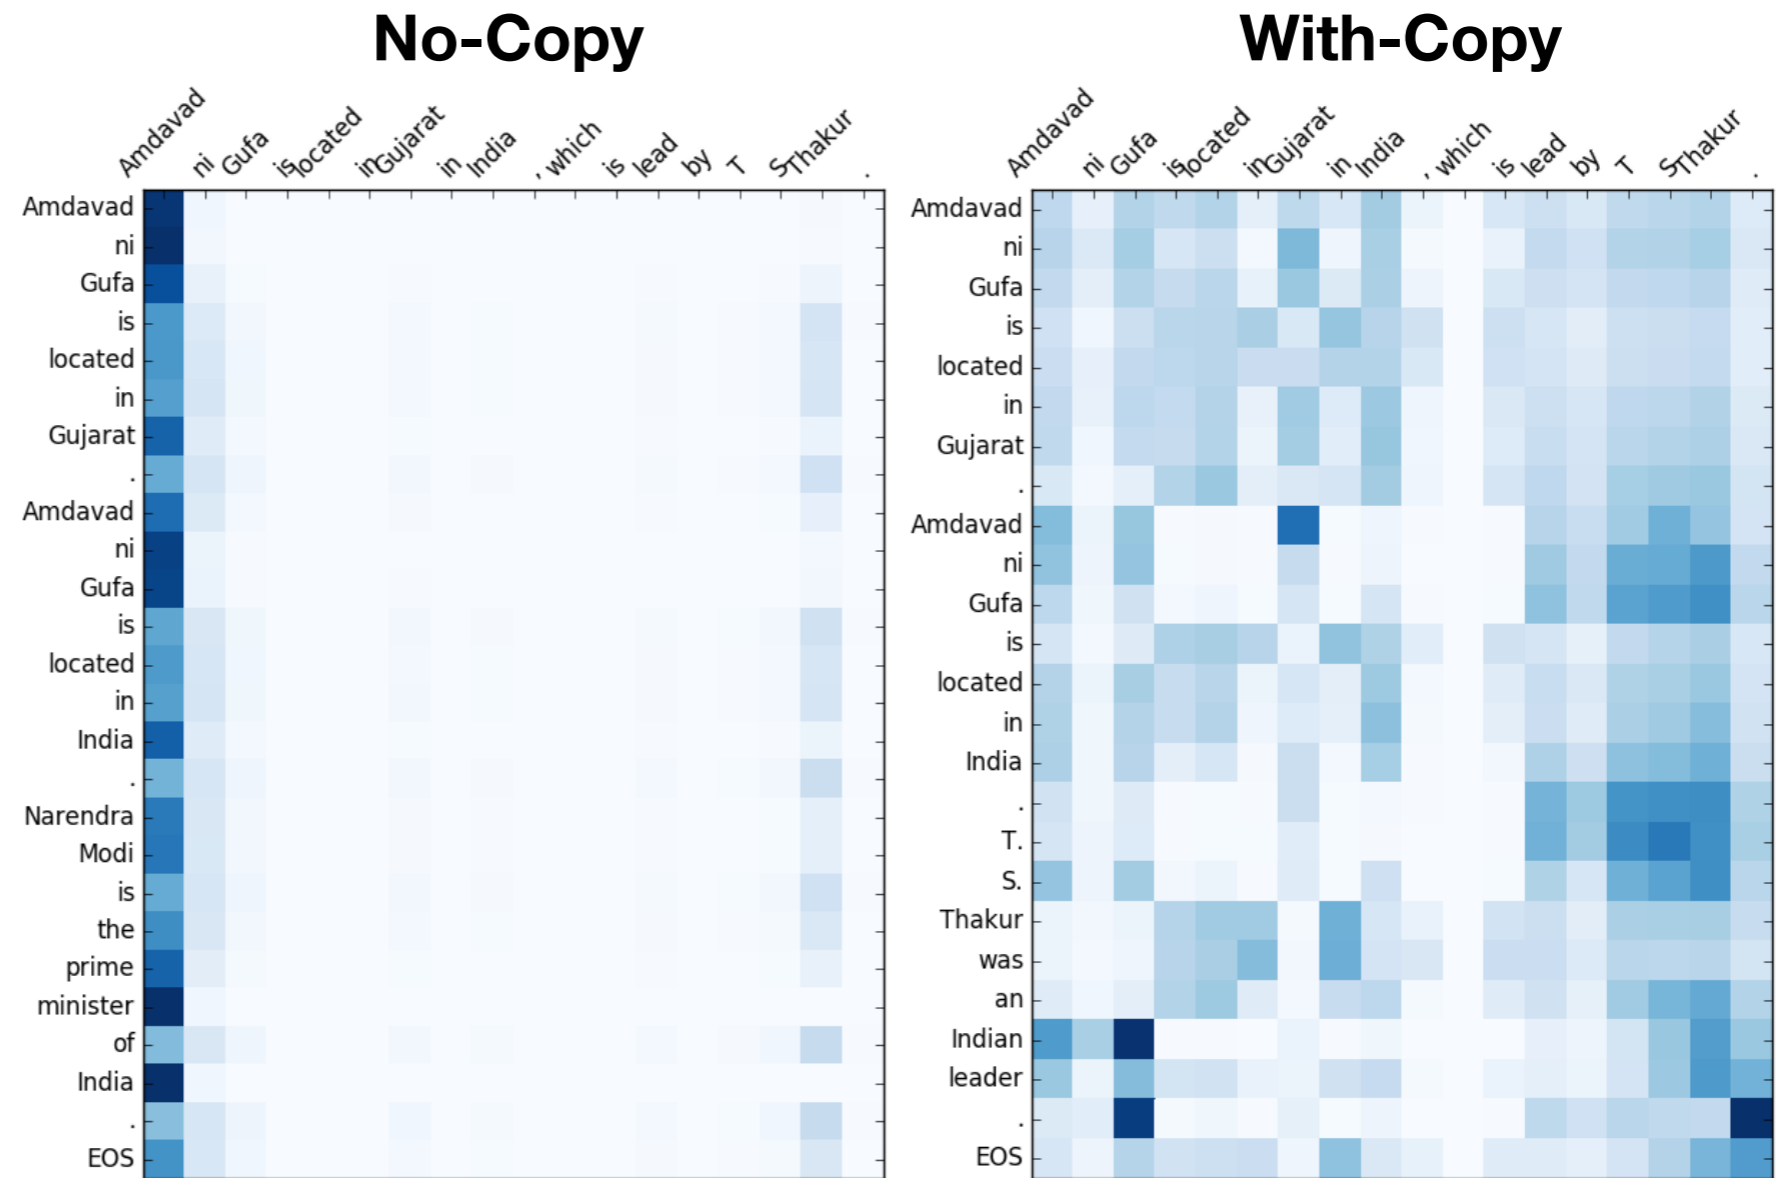 No-Copy
Amdavad ni Gufa is located in Gujarat in India , which is lead by T S Thakur .
Amdavad
ni
Gufa
is
located
in
Gujarat
.
Amdavad
ni
Gufa
is
located
in
India
.
Narendra
Modi
is
the
prime
minister
of
India
.
EOS
With-Copy
Amdavad ni Gufa is located in Gujarat in India , which is lead by T S Thakur .
Amdavad
ni
Gufa
is
located
in
Gujarat
.
Amdavad
ni
Gufa
is
located
in
India
.
T.
S.
Thakur
was
an
Indian
leader
.
EOS